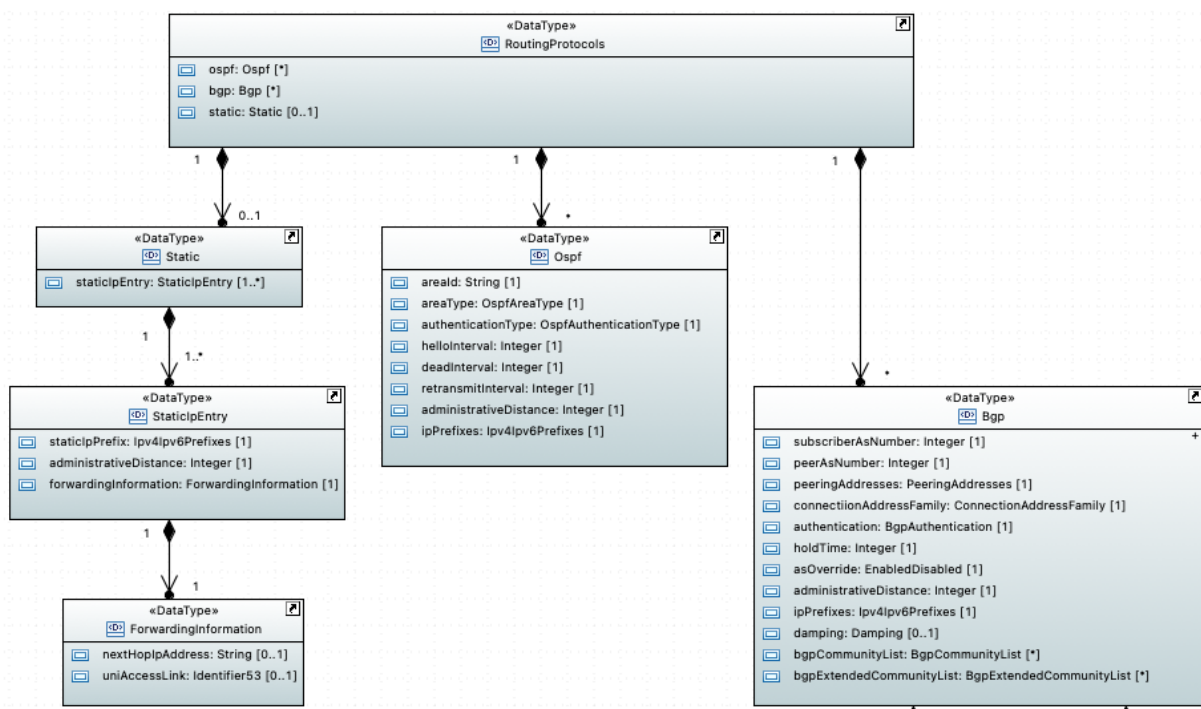 «DataType»
RoutingProtocols
ospf: Ospf [*]
bgp: Bgp [*]
static: Static [0..1]
1
1
1
0..1
*
«DataType»
Static
staticIpEntry: StaticIpEntry [1..*]
«DataType»
Ospf
areaId: String [1]
areaType: OspfAreaType [1]
authenticationType: OspfAuthenticationType [1]
helloInterval: Integer [1]
deadInterval: Integer [1]
retransmitInterval: Integer [1]
administrativeDistance: Integer [1]
ipPrefixes: Ipv4Ipv6Prefixes [1]
1
1..*
*
«DataType»
StaticIpEntry
staticIpPrefix: Ipv4Ipv6Prefixes [1]
administrativeDistance: Integer [1]
forwardingInformation: ForwardingInformation [1]
1
1
«DataType»
ForwardingInformation
nextHopIpAddress: String [0..1]
uniAccessLink: Identifier53 [0..1]
«DataType»
Bgp
+
subscriberAsNumber: Integer [1]
peerAsNumber: Integer [1]
peeringAddresses: PeeringAddresses [1]
connectiionAddressFamily: ConnectionAddressFamily [1]
authentication: BgpAuthentication [1]
holdTime: Integer [1]
asOverride: EnabledDisabled [1]
administrativeDistance: Integer [1]
ipPrefixes: Ipv4Ipv6Prefixes [1]
damping: Damping [0..1]
bgpCommunityList: BgpCommunityList [*]
bgpExtendedCommunityList: BgpExtendedCommunityList [*]